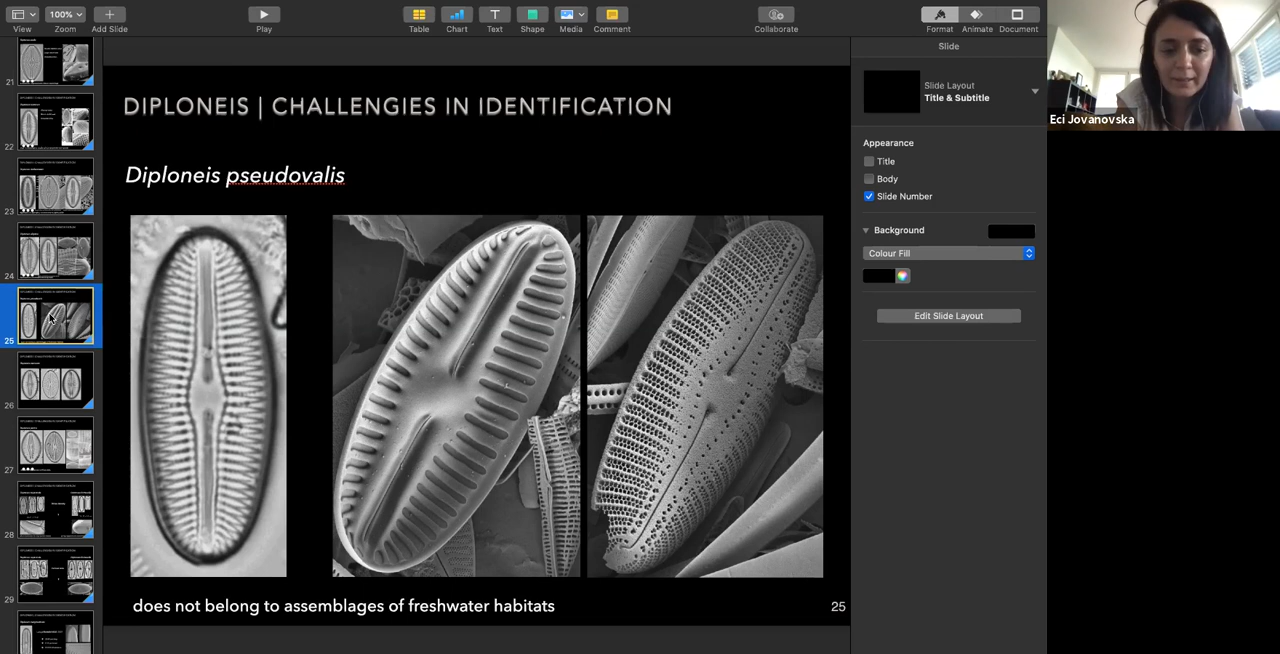 100%
View
Zoom
Add Slide
Play
Table
Chart
Text
Shape
Media
Comment
Collaborate
Format
Animate
Document
Slide
Slide Layout
Title & Subtitle
Appearance
Title
Body
Slide Number
Background
Colour Fill
Edit Slide Layout
Eci Jovanovska
21
22
23
24
25
26
27
28
29
DIPLONEIS | CHALLENGIES IN IDENTIFICATION
Diploneis pseudovalis
does not belong to assemblages of freshwater habitats
25